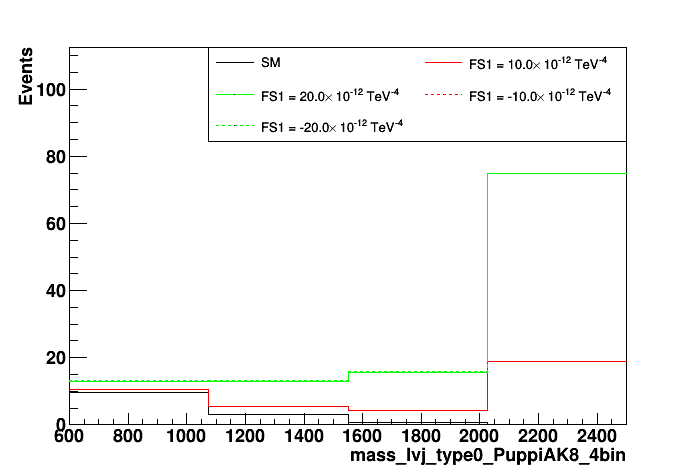 Events
SM
FS1 = 10.0× 10⁻¹² TeV⁻⁴
FS1 = 20.0× 10⁻¹² TeV⁻⁴
FS1 = -10.0× 10⁻¹² TeV⁻⁴
FS1 = -20.0× 10⁻¹² TeV⁻⁴
100
80
60
40
20
0
600 800 1000 1200 1400 1600 1800 2000 2200 2400
mass_lvj_type0_PuppiAK8_4bin